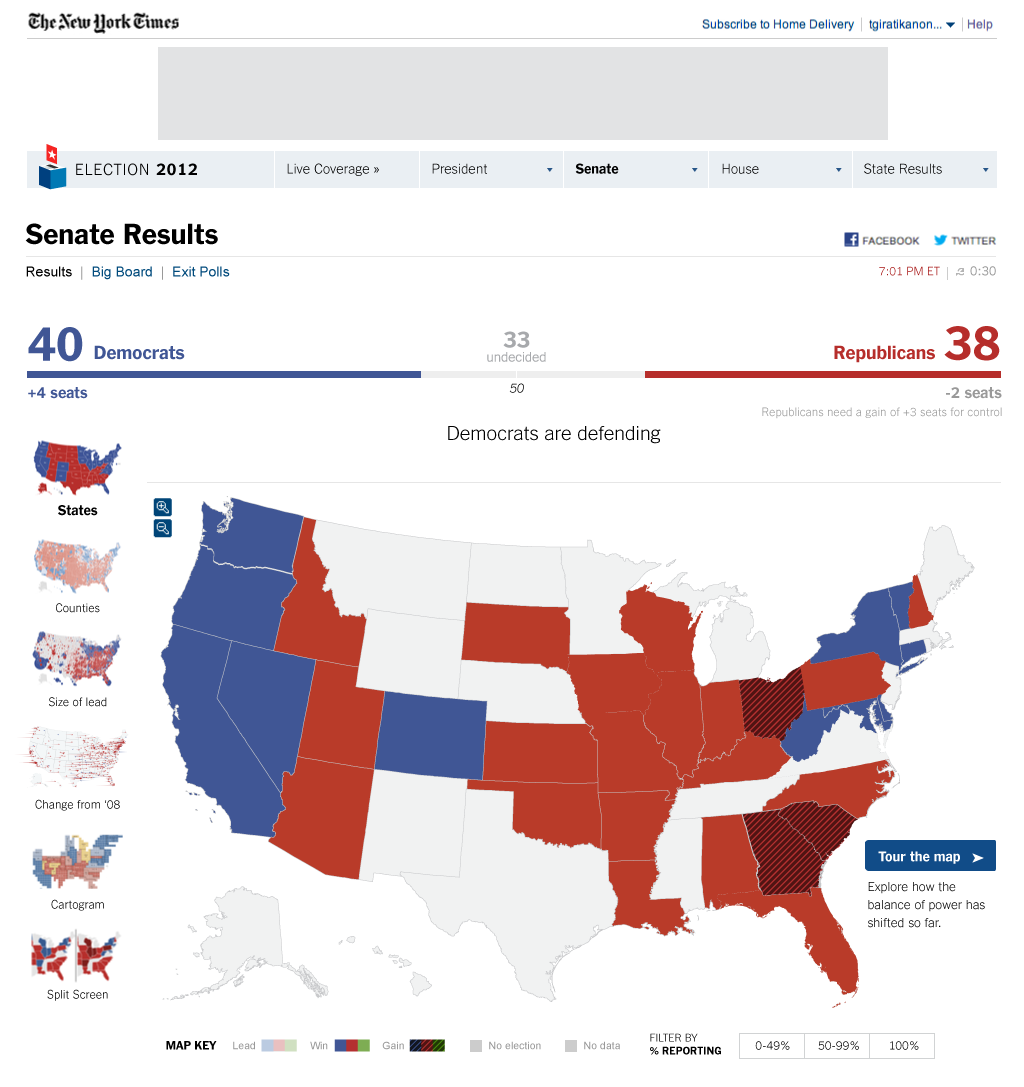 The New York Times
Subscribe to Home Delivery | tgiratikanon... | Help
ELECTION 2012
Live Coverage »
President
Senate
House
State Results
Senate Results
FACEBOOK
TWITTER
Results | Big Board | Exit Polls
7:01 PM ET | 0:30
40 Democrats
33
undecided
Republicans 38
+4 seats
50
-2 seats
Republicans need a gain of +3 seats for control
Democrats are defending
States
Counties
Size of lead
Change from '08
Cartogram
Split Screen
Tour the map
Explore how the
balance of power has
shifted so far.
MAP KEY
Lead
Win
Gain
No election
No data
FILTER BY
% REPORTING
0-49%
50-99%
100%